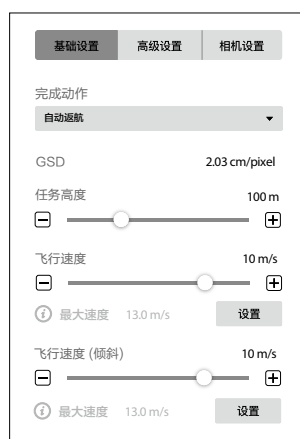 基础设置 高级设置 相机设置
完成动作
自动返航
GSD 2.03 cm/pixel
任务高度 100 m
飞行速度 10 m/s
最大速度 13.0 m/s 设置
飞行速度 (倾斜) 10 m/s
最大速度 13.0 m/s 设置